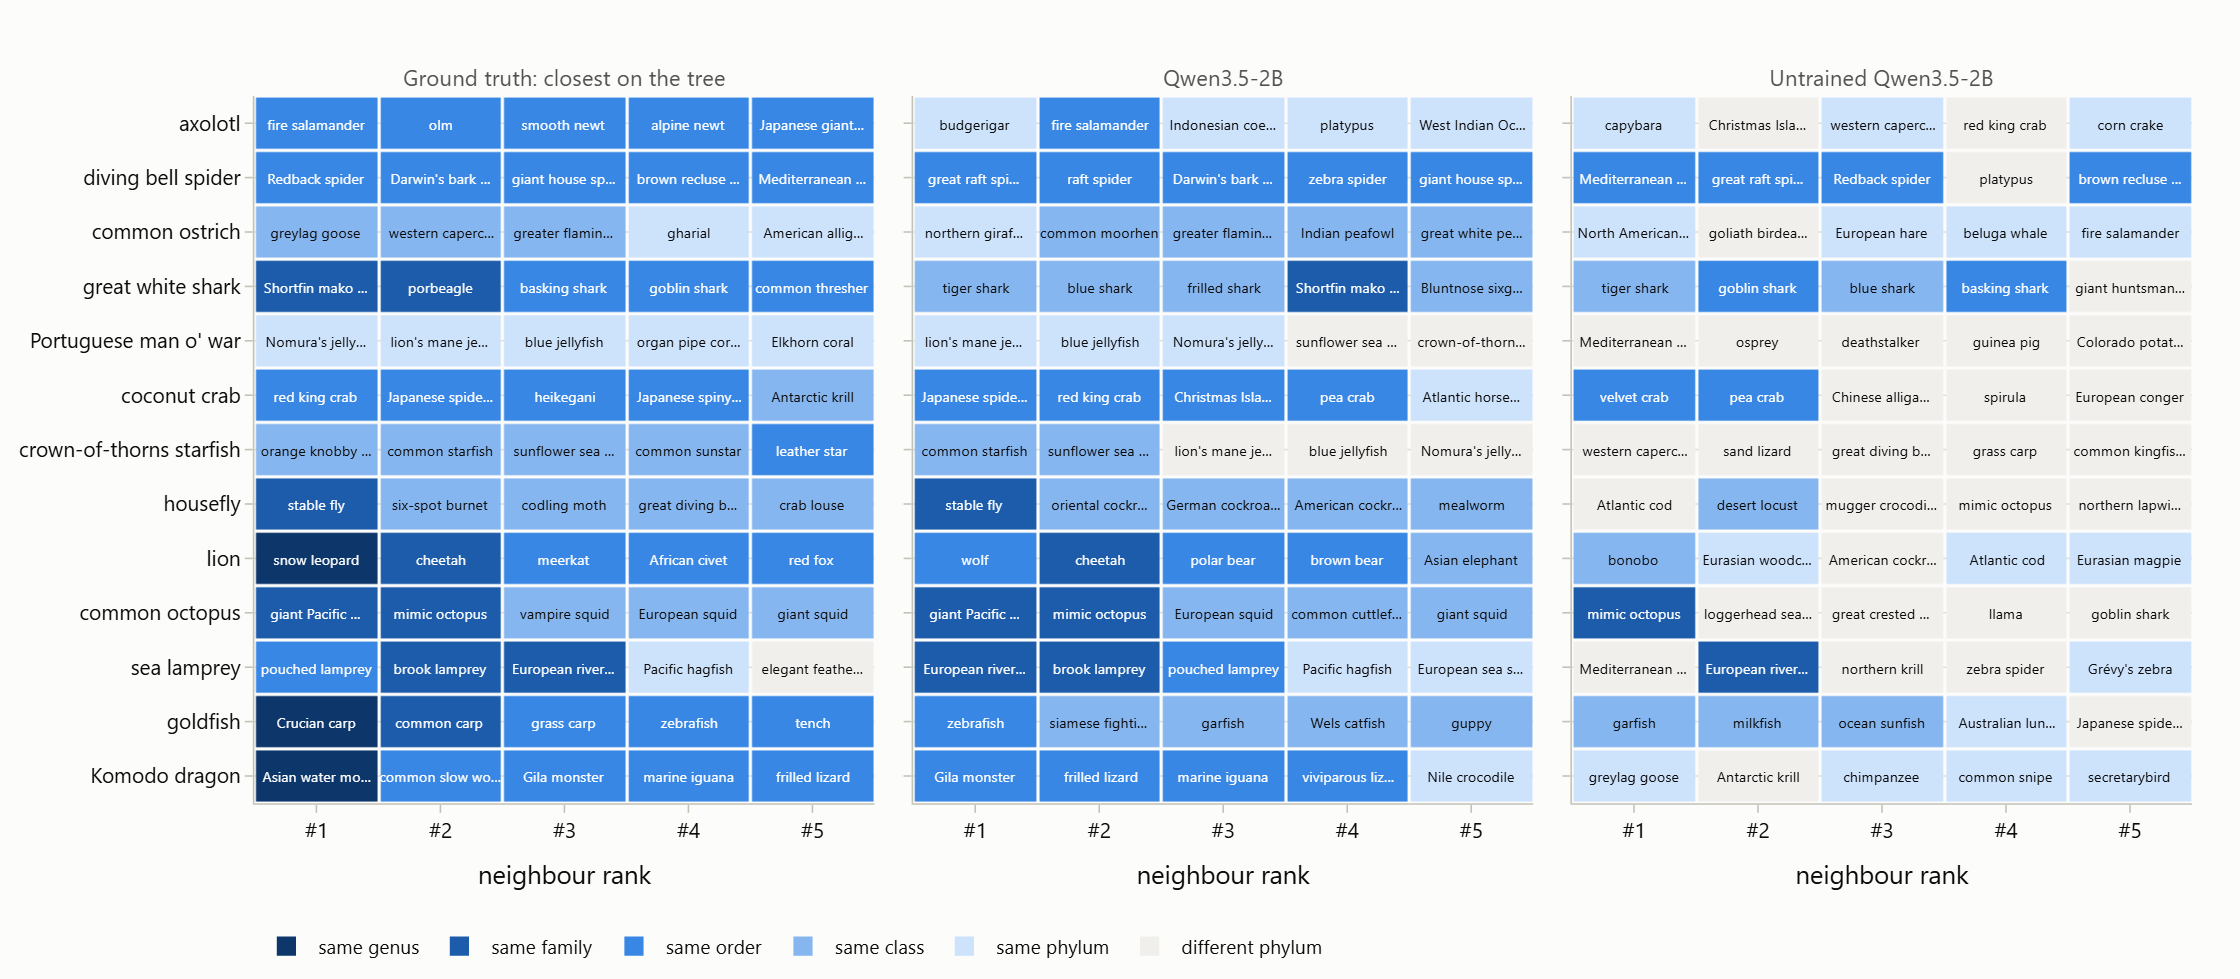 Ground truth: closest on the tree
Qwen3.5-2B
Untrained Qwen3.5-2B
axolotl fire salamander olm smooth newt alpine newt Japanese giant... budgerigar fire salamander Indonesian coe... platypus West Indian Oc... capybara Christmas Isla... western caperc... red king crab corn crake
diving bell spider Redback spider Darwin's bark ... giant house sp... brown recluse ... Mediterranean ... great raft spi... raft spider Darwin's bark ... zebra spider giant house sp... Mediterranean ... great raft spi... Redback spider platypus brown recluse ...
common ostrich greylag goose western caperc... greater flamin... gharial American allig... northern giraf... common moorhen greater flamin... Indian peafowl great white pe... North American... goliath birdea... European hare beluga whale fire salamander
great white shark Shortfin mako ... porbeagle basking shark goblin shark common thresher tiger shark blue shark frilled shark Shortfin mako ... Bluntnose sixg... tiger shark goblin shark blue shark basking shark giant huntsman...
Portuguese man o' war Nomura's jelly... lion's mane je... blue jellyfish organ pipe cor... Elkhorn coral lion's mane je... blue jellyfish Nomura's jelly... sunflower sea ... crown-of-thorn... Mediterranean ... osprey deathstalker guinea pig Colorado potat...
coconut crab red king crab Japanese spide... heikegani Japanese spiny... Antarctic krill Japanese spide... red king crab Christmas Isla... pea crab Atlantic horse... velvet crab pea crab Chinese alliga... spirula European conger
crown-of-thorns starfish orange knobby ... common starfish sunflower sea ... common sunstar leather star common starfish sunflower sea ... lion's mane je... blue jellyfish Nomura's jelly... western caperc... sand lizard great diving b... grass carp common kingfis...
housefly stable fly six-spot burnet codling moth great diving b... crab louse stable fly oriental cockr... German cockroa... American cockr... mealworm Atlantic cod desert locust mugger crocodi... mimic octopus northern lapwi...
lion snow leopard cheetah meerkat African civet red fox wolf cheetah polar bear brown bear Asian elephant bonobo Eurasian woodc... American cockr... Atlantic cod Eurasian magpie
common octopus giant Pacific ... mimic octopus vampire squid European squid giant squid giant Pacific ... mimic octopus European squid common cuttlef... giant squid mimic octopus loggerhead sea... great crested ... llama goblin shark
sea lamprey pouched lamprey brook lamprey European river... Pacific hagfish elegant feathe... European river... brook lamprey pouched lamprey Pacific hagfish European sea s... Mediterranean ... European river... northern krill zebra spider Grévy's zebra
goldfish Crucian carp common carp grass carp zebrafish tench zebrafish siamese fighti... garfish Wels catfish guppy garfish milkfish ocean sunfish Australian lun... Japanese spide...
Komodo dragon Asian water mo... common slow wo... Gila monster marine iguana frilled lizard Gila monster frilled lizard marine iguana viviparous liz... Nile crocodile greylag goose Antarctic krill chimpanzee common snipe secretarybird
#1 #2 #3 #4 #5 #1 #2 #3 #4 #5 #1 #2 #3 #4 #5
neighbour rank neighbour rank neighbour rank
same genus same family same order same class same phylum different phylum